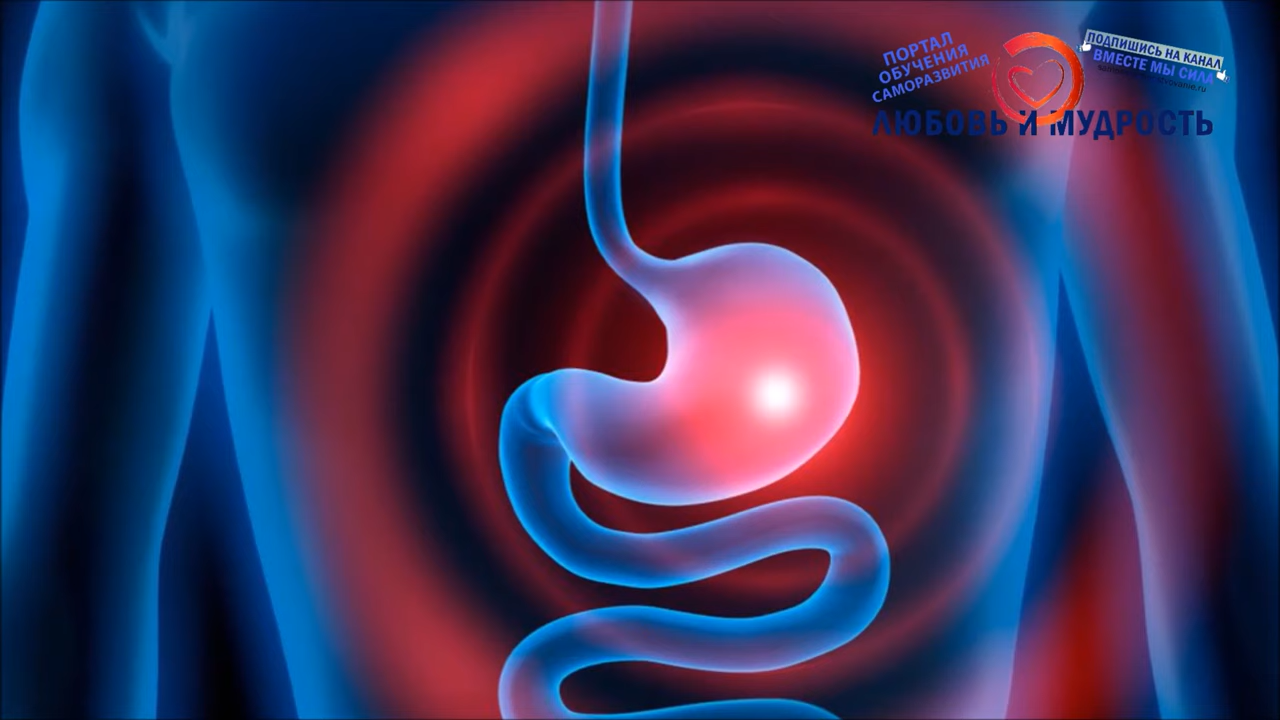 ПОРТАЛ
ОБУЧЕНИЯ
САМОРАЗВИТИЯ
ПОДПИШИСЬ НА КАНАЛ
ВМЕСТЕ МЫ СИЛА
ЛЮБОВЬ И МУДРОСТЬ